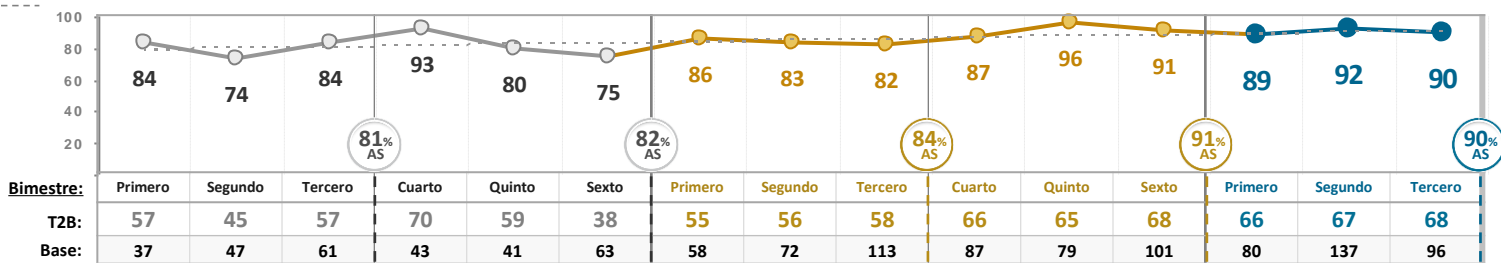 100
80
60
40
20
84 74 84 93 80 75 86 83 82 87 96 91 89 92 90
81% AS 82% AS 84% AS 91% AS 90% AS
Bimestre: Primero Segundo Tercero Cuarto Quinto Sexto Primero Segundo Tercero Cuarto Quinto Sexto Primero Segundo Tercero
T2B: 57 45 57 70 59 38 55 56 58 66 65 68 66 67 68
Base: 37 47 61 43 41 63 58 72 113 87 79 101 80 137 96